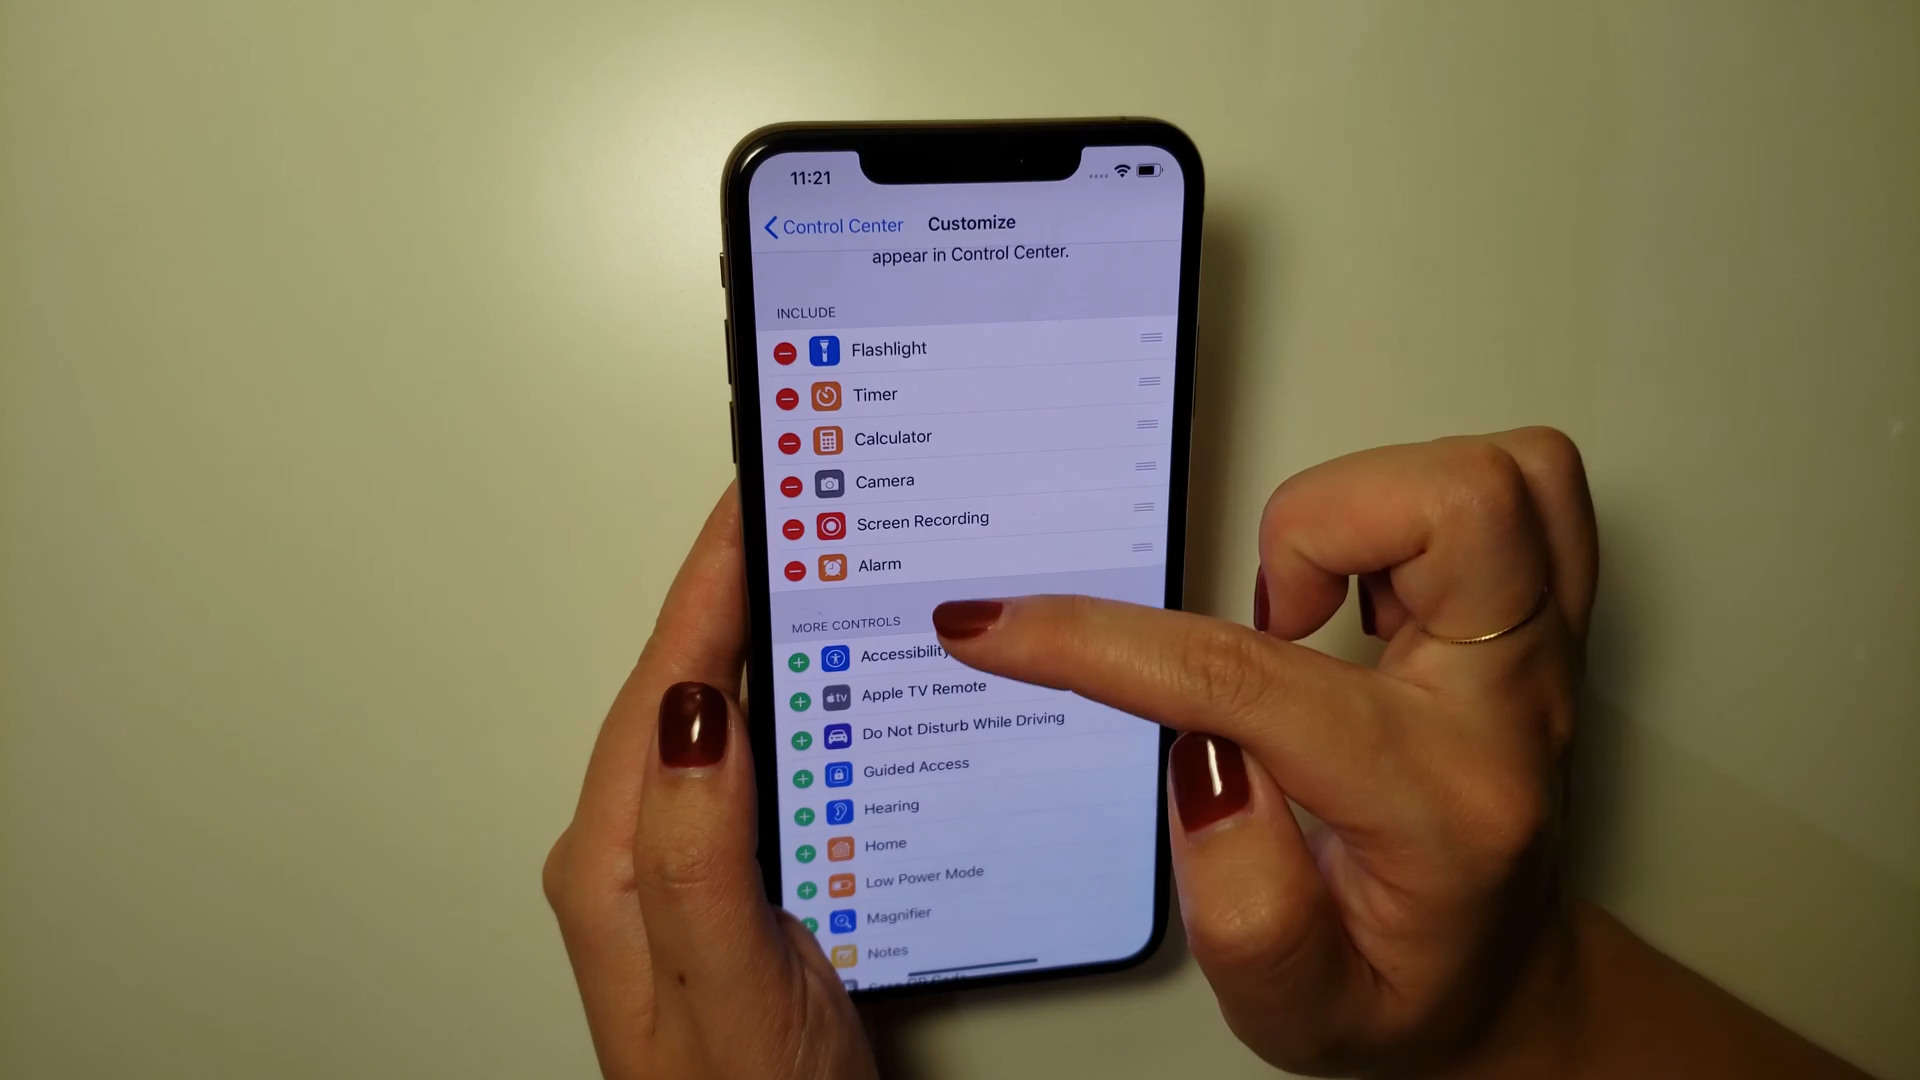 11:21
Control Center Customize
appear in Control Center.
INCLUDE
Flashlight
Timer
Calculator
Camera
Screen Recording
Alarm
MORE CONTROLS
Accessibility
tv Apple TV Remote
Do Not Disturb While Driving
Guided Access
Hearing
Home
Low Power Mode
Magnifier
Notes